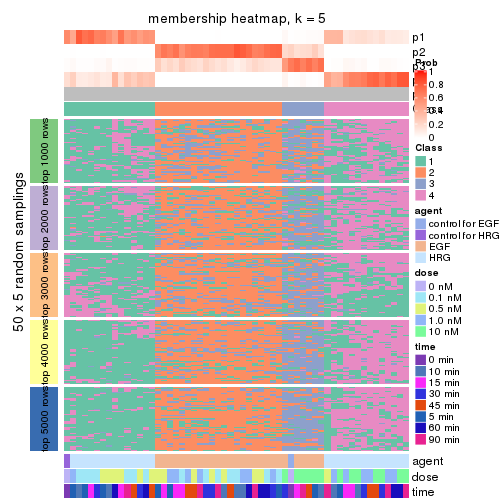 membership heatmap, k = 5
p1
p2
p3
Prob
1
0.8
0.6
0.4
0.2
0
Class
1
2
3
4
agent
control for EGF
control for HRG
EGF
HRG
dose
0 nM
0.1 nM
0.5 nM
1.0 nM
10 nM
time
0 min
10 min
15 min
30 min
45 min
5 min
60 min
90 min
50 x 5 random samplings
top 1000 rows
top 2000 rows
top 3000 rows
top 4000 rows
top 5000 rows
agent
dose
time